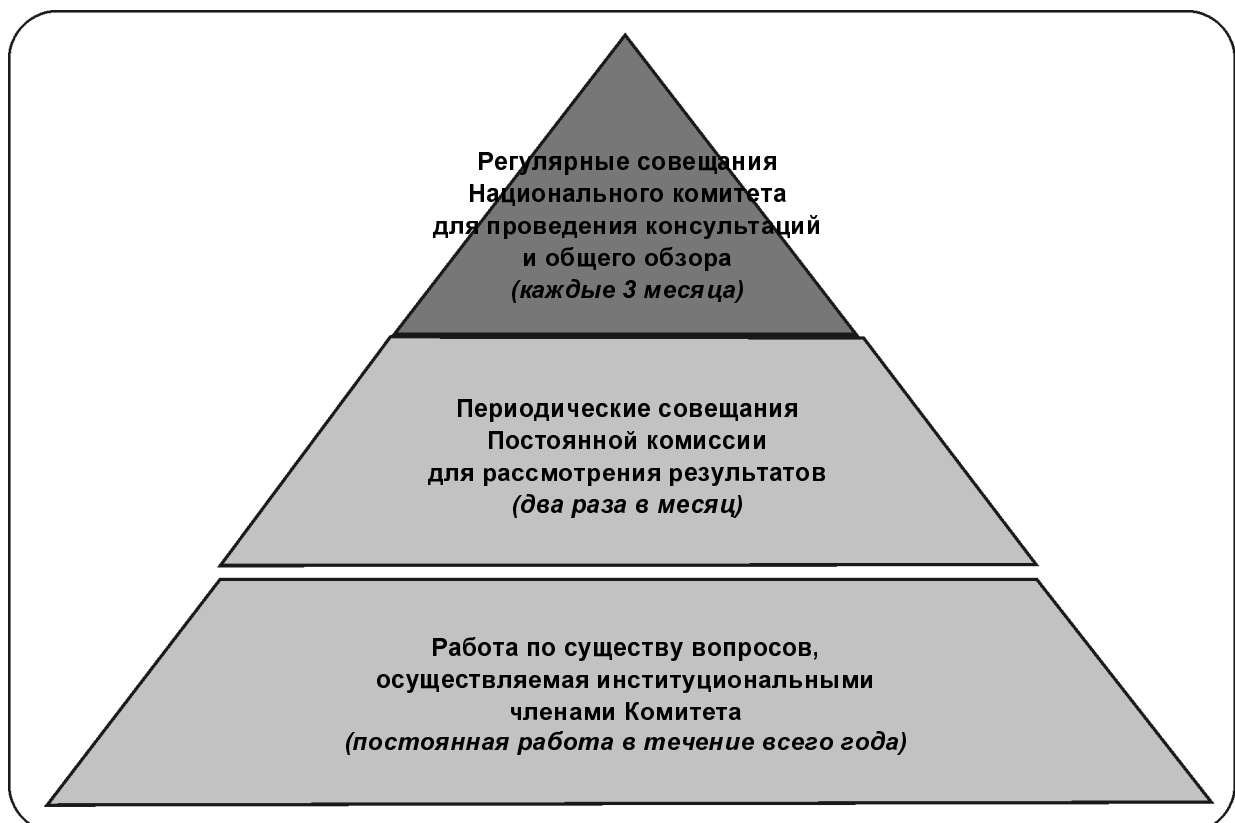 Регулярные совещания
Национального комитета
для проведения консультаций
и общего обзора
(каждые 3 месяца)
Периодические совещания
Постоянной комиссии
для рассмотрения результатов
(два раза в месяц)
Работа по существу вопросов,
осуществляемая институциональными
членами Комитета
(постоянная работа в течение всего года)